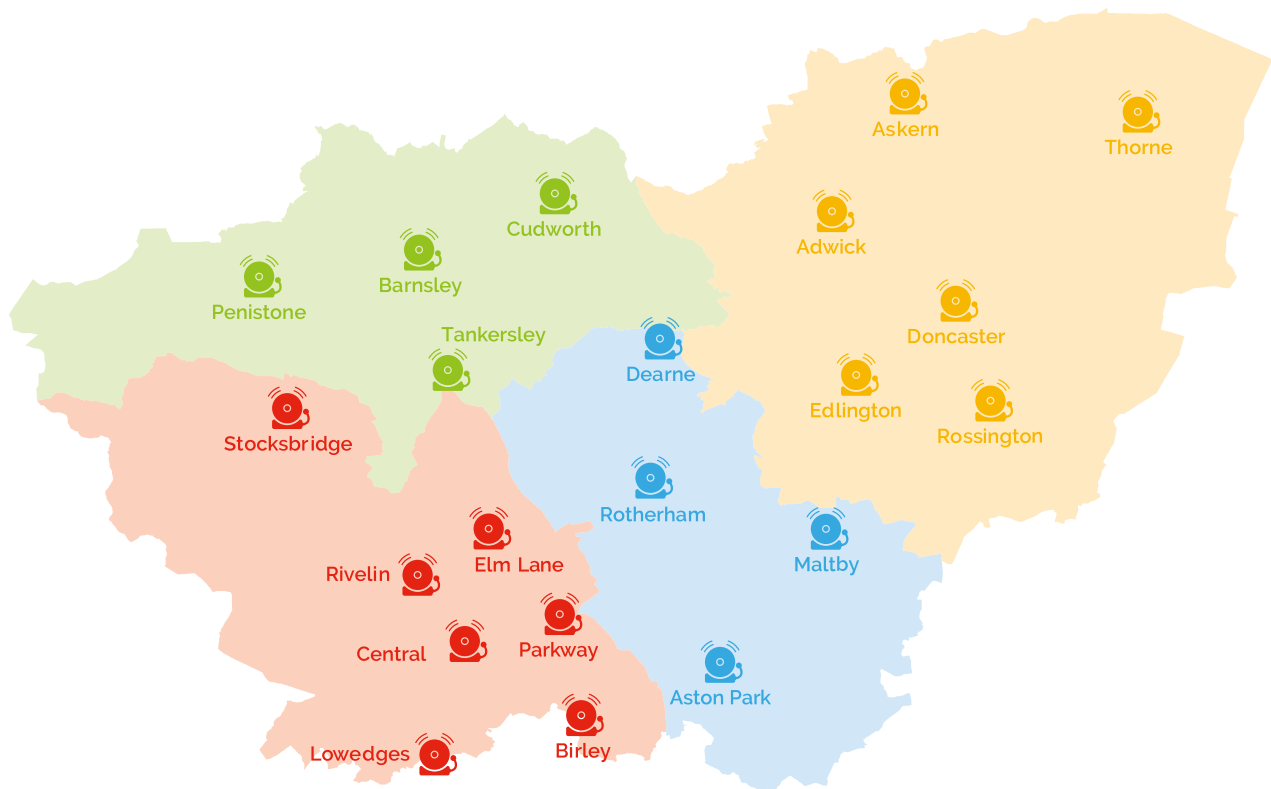 Askern
Thorne
Cudworth
Adwick
Barnsley
Penistone
Tankersley
Doncaster
Dearne
Edlington
Rossington
Stocksbridge
Rotherham
Elm Lane
Maltby
Rivelin
Parkway
Central
Aston Park
Birley
Lowedges